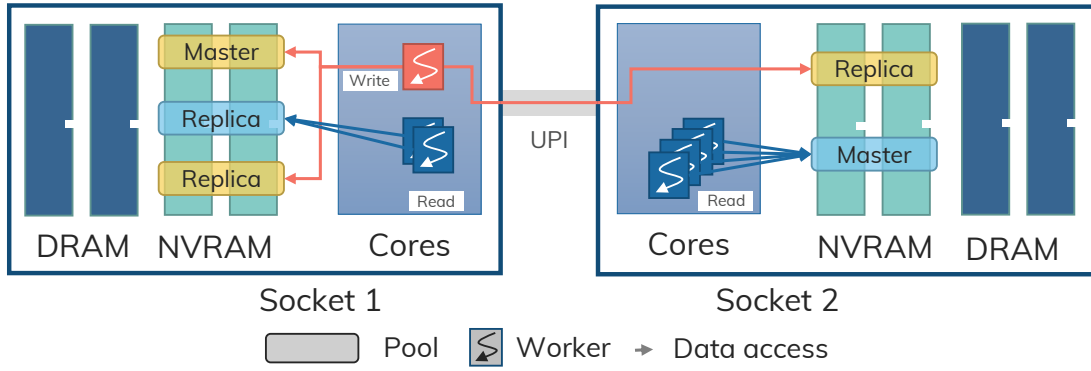 Master
Replica
Replica
Write
Read
DRAM
NVRAM
Cores
Socket 1
UPI
Replica
Master
Read
Cores
NVRAM
DRAM
Socket 2
Pool
Worker
Data access